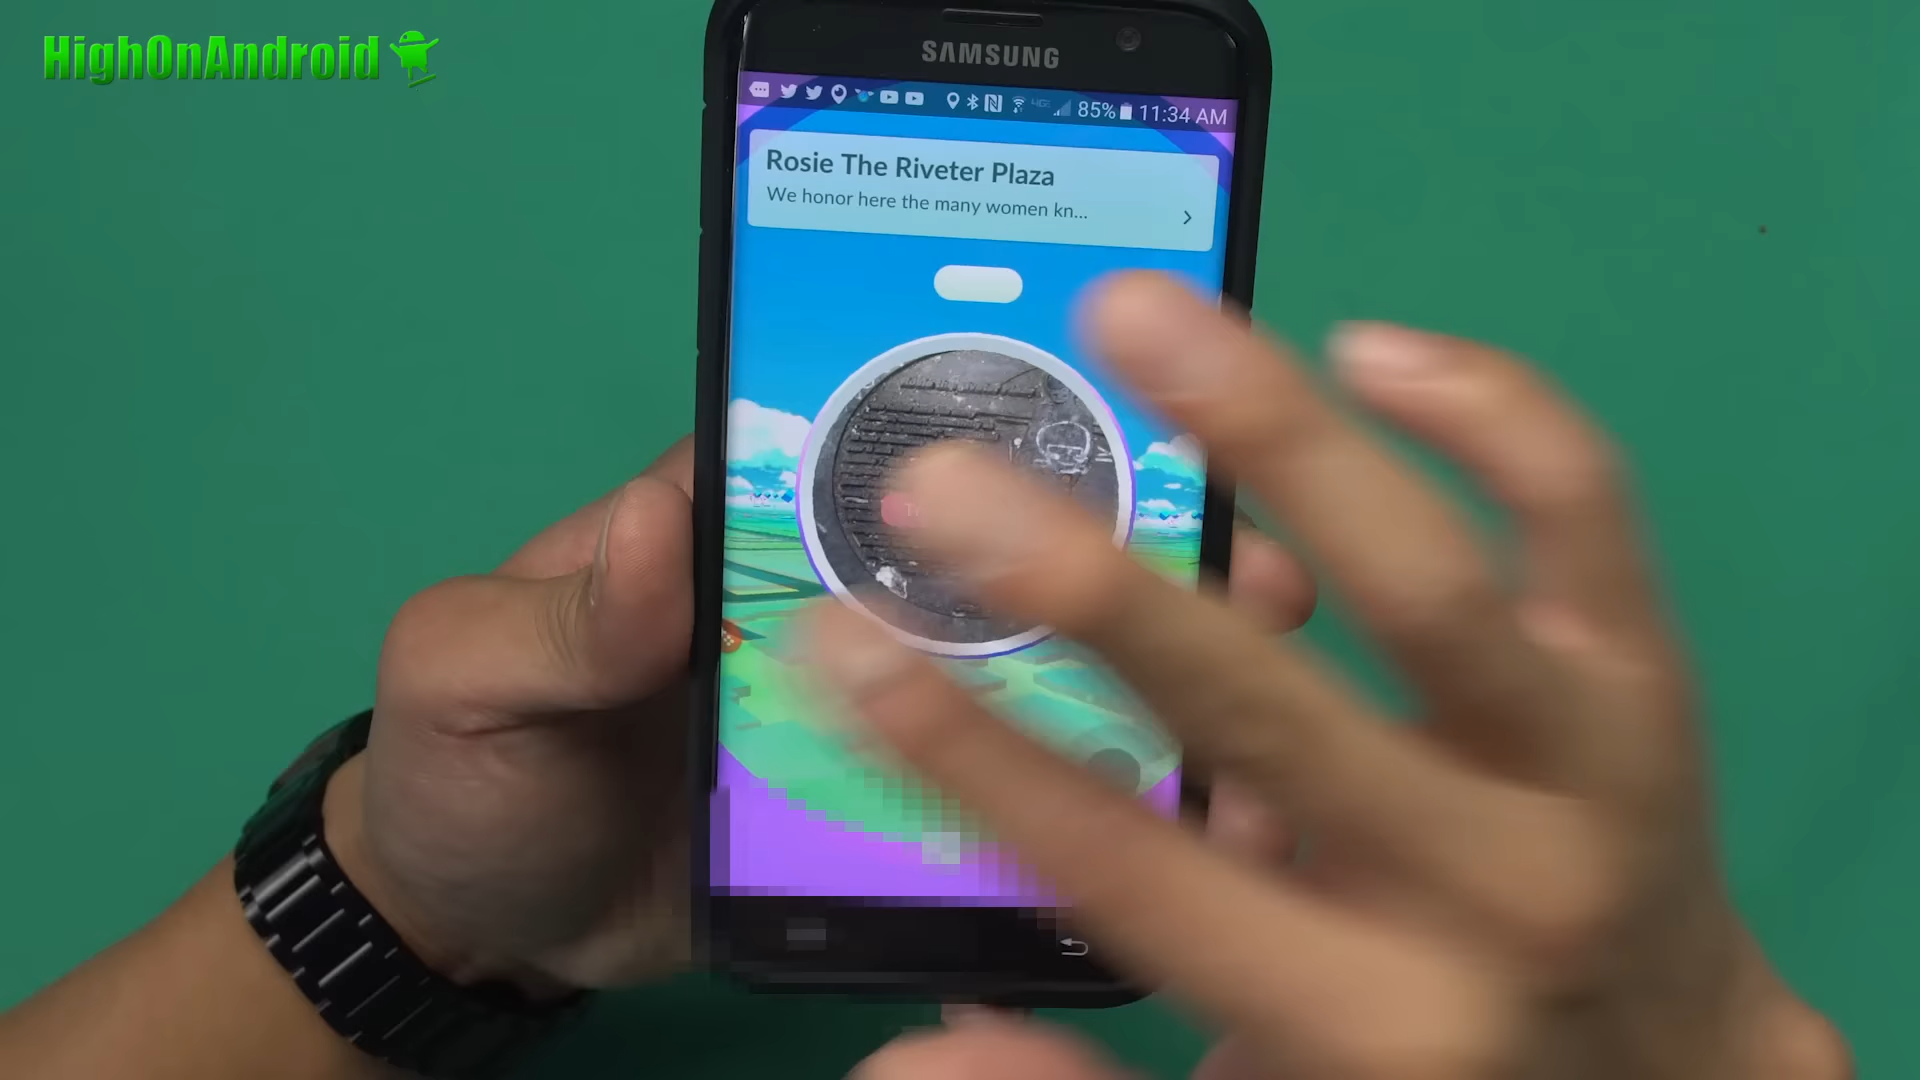 HighOnAndroid
SAMSUNG
85% 11:34 AM
Rosie The Riveter Plaza
We honor here the many women kn...